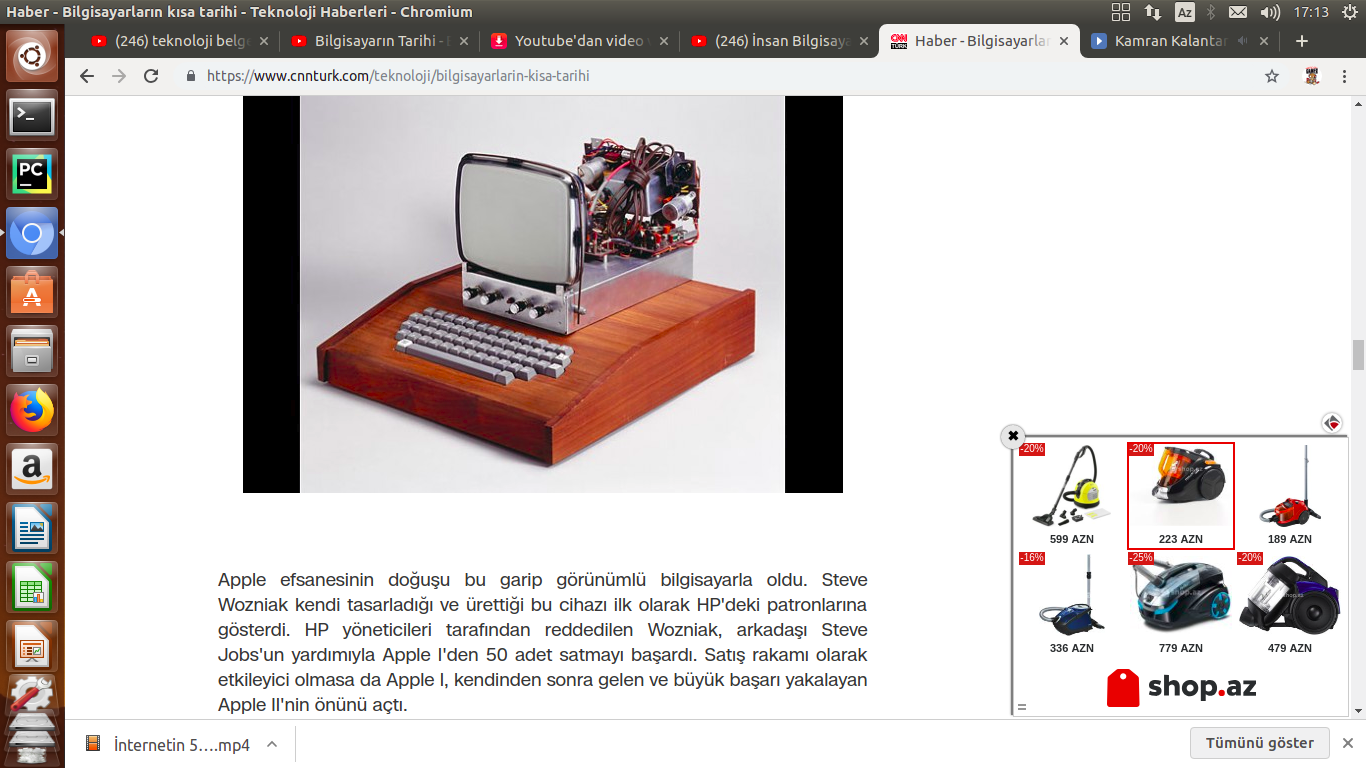 Haber - Bilgisayarların kısa tarihi - Teknoloji Haberleri - Chromium
Az
17:13
(246) teknoloji belge
Bilgisayarın Tarihi -
Youtube'dan video
(246) İnsan Bilgisaya
CNN
TÜRK
Haber - Bilgisayarlar
Kamran Kalantar
https://www.cnnturk.com/teknoloji/bilgisayarlarin-kisa-tarihi
PC
-20%
-20%
599 AZN
223 AZN
189 AZN
-16%
-25%
-20%
336 AZN
779 AZN
479 AZN
shop.az
Apple efsanesinin doğuşu bu garip görünümlü bilgisayarla oldu. Steve
Wozniak kendi tasarladığı ve ürettiği bu cihazı ilk olarak HP'deki patronlarına
gösterdi. HP yöneticileri tarafından reddedilen Wozniak, arkadaşı Steve
Jobs'un yardımıyla Apple I'den 50 adet satmayı başardı. Satış rakamı olarak
etkileyici olmasa da Apple I, kendinden sonra gelen ve büyük başarı yakalayan
Apple II'nin önünü açtı.
İnternetin 5....mp4
Tümünü göster